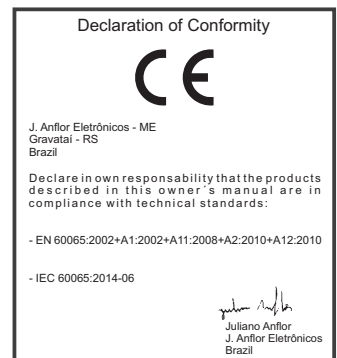 Declaration of Conformity
CE
J. Anflor Eletrônicos - ME
Gravataí - RS
Brazil
Declare in own responsability that the products
described in this owner´s manual are in
compliance with technical standards:
- EN 60065:2002+A1:2002+A11:2008+A2:2010+A12:2010
- IEC 60065:2014-06
Juliano Anflor
Juliano Anflor
J. Anflor Eletrônicos
Brazil